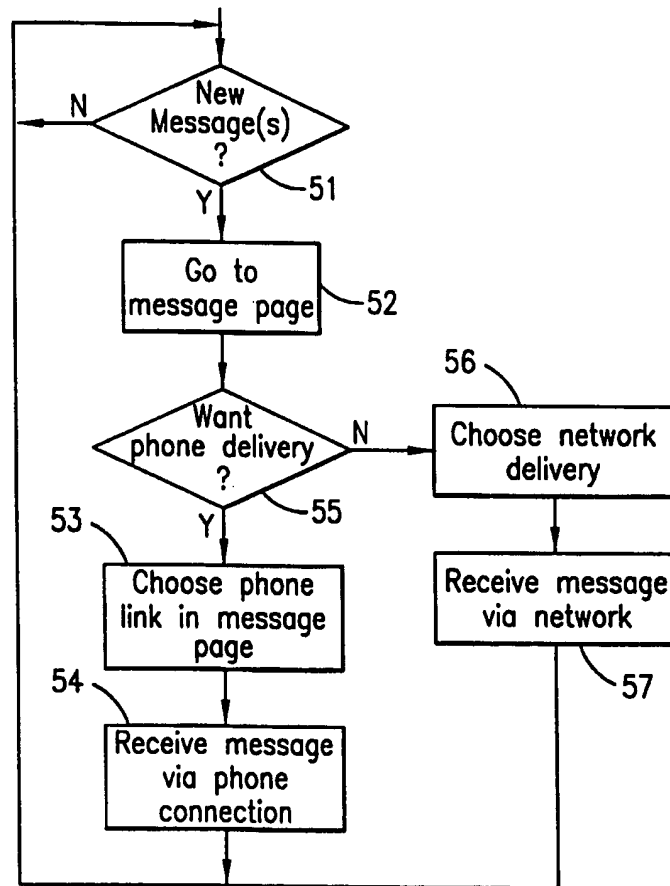 New
Message(s)
?
N
51
Y
Go to
message page
52
Want
phone delivery
?
N
55
Y
56
Choose network
delivery
53
Choose phone
link in message
page
Receive message
via network
57
54
Receive message
via phone
connection